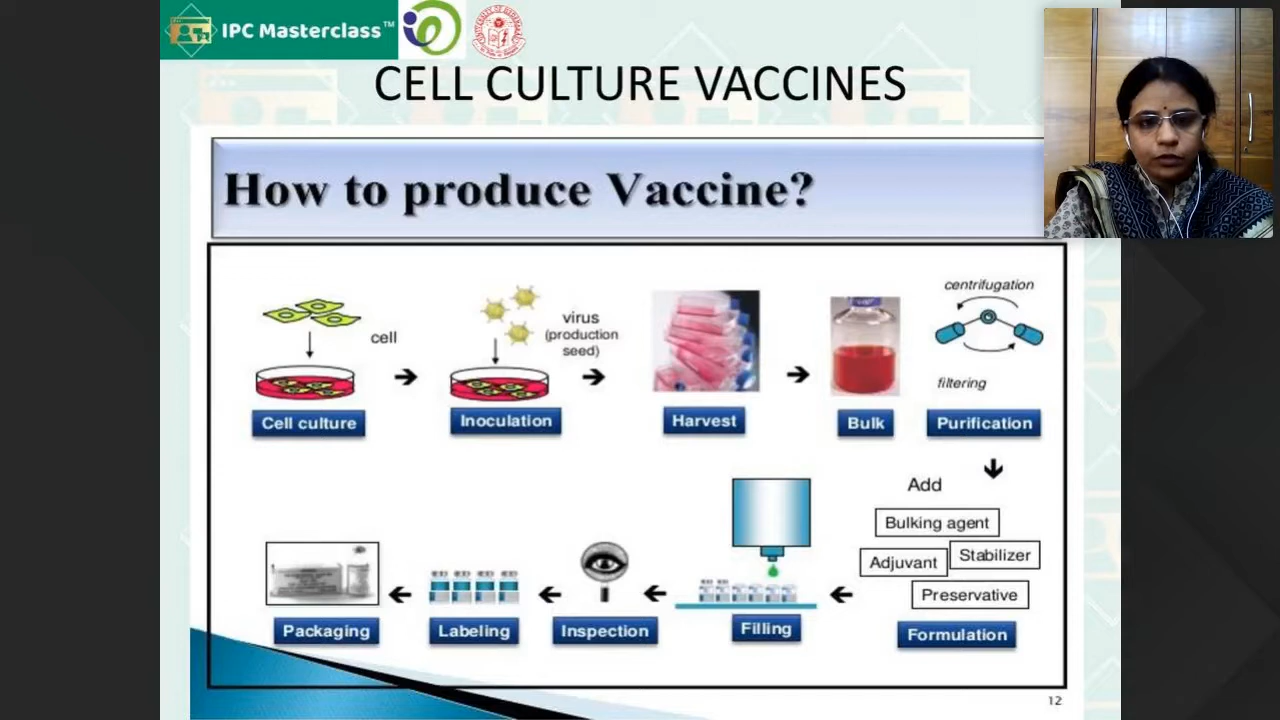 IPC Masterclass™
CELL CULTURE VACCINES
How to produce Vaccine?
cell
virus
(production
seed)
centrifugation
filtering
Cell culture
Inoculation
Harvest
Bulk
Purification
Add
Bulking agent
Adjuvant
Stabilizer
Preservative
Packaging
Labeling
Inspection
Filling
Formulation
12